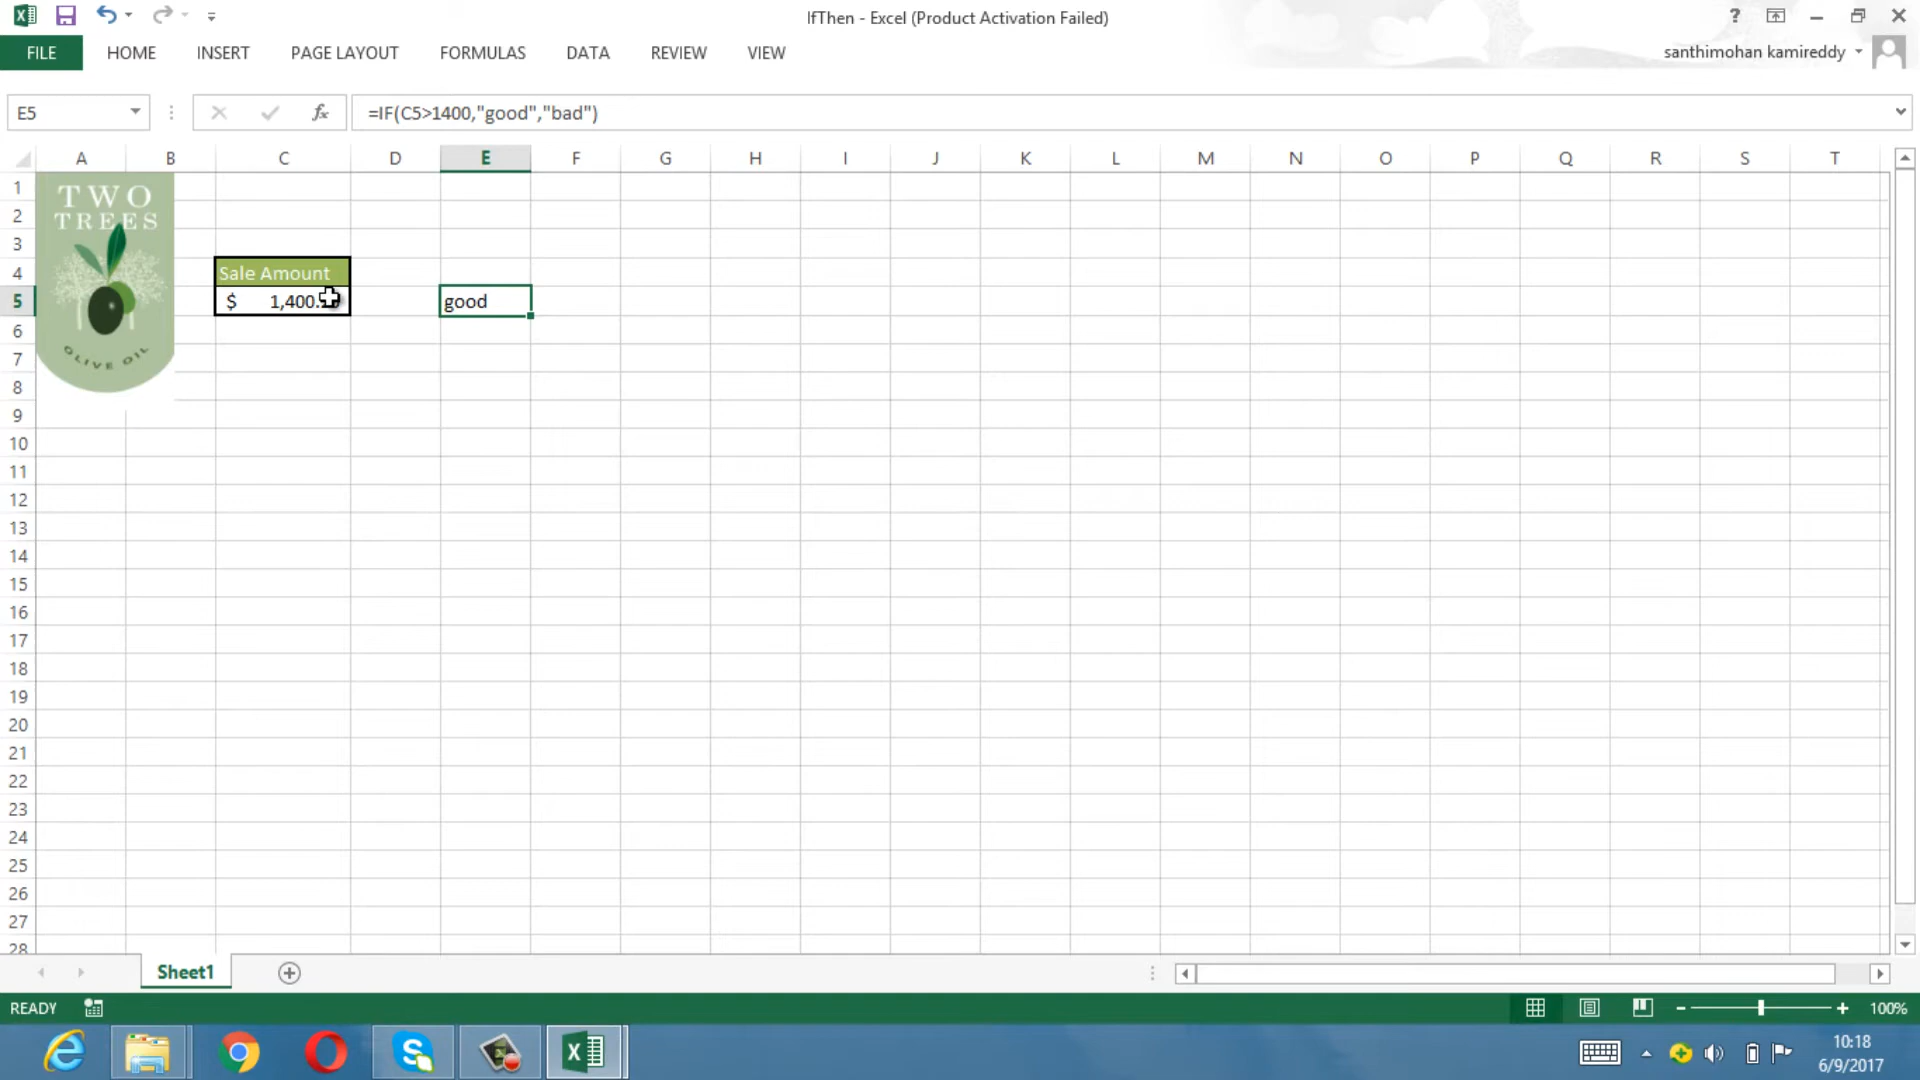 IfThen - Excel (Product Activation Failed)
?
FILE HOME INSERT PAGE LAYOUT FORMULAS DATA REVIEW VIEW
santhimohan kamireddy
E5 fx =IF(C5>1400,"good","bad")
A B C D E F G H I J K L M N O P Q R S T
1
TWO
2
TREES
3
4 Sale Amount
5 $ good
6
7
OLIVE OIL
8
9
10
11
12
13
14
15
16
17
18
19
20
21
22
23
24
25
26
27
28
Sheet1
READY 100%
10:18
6/9/2017